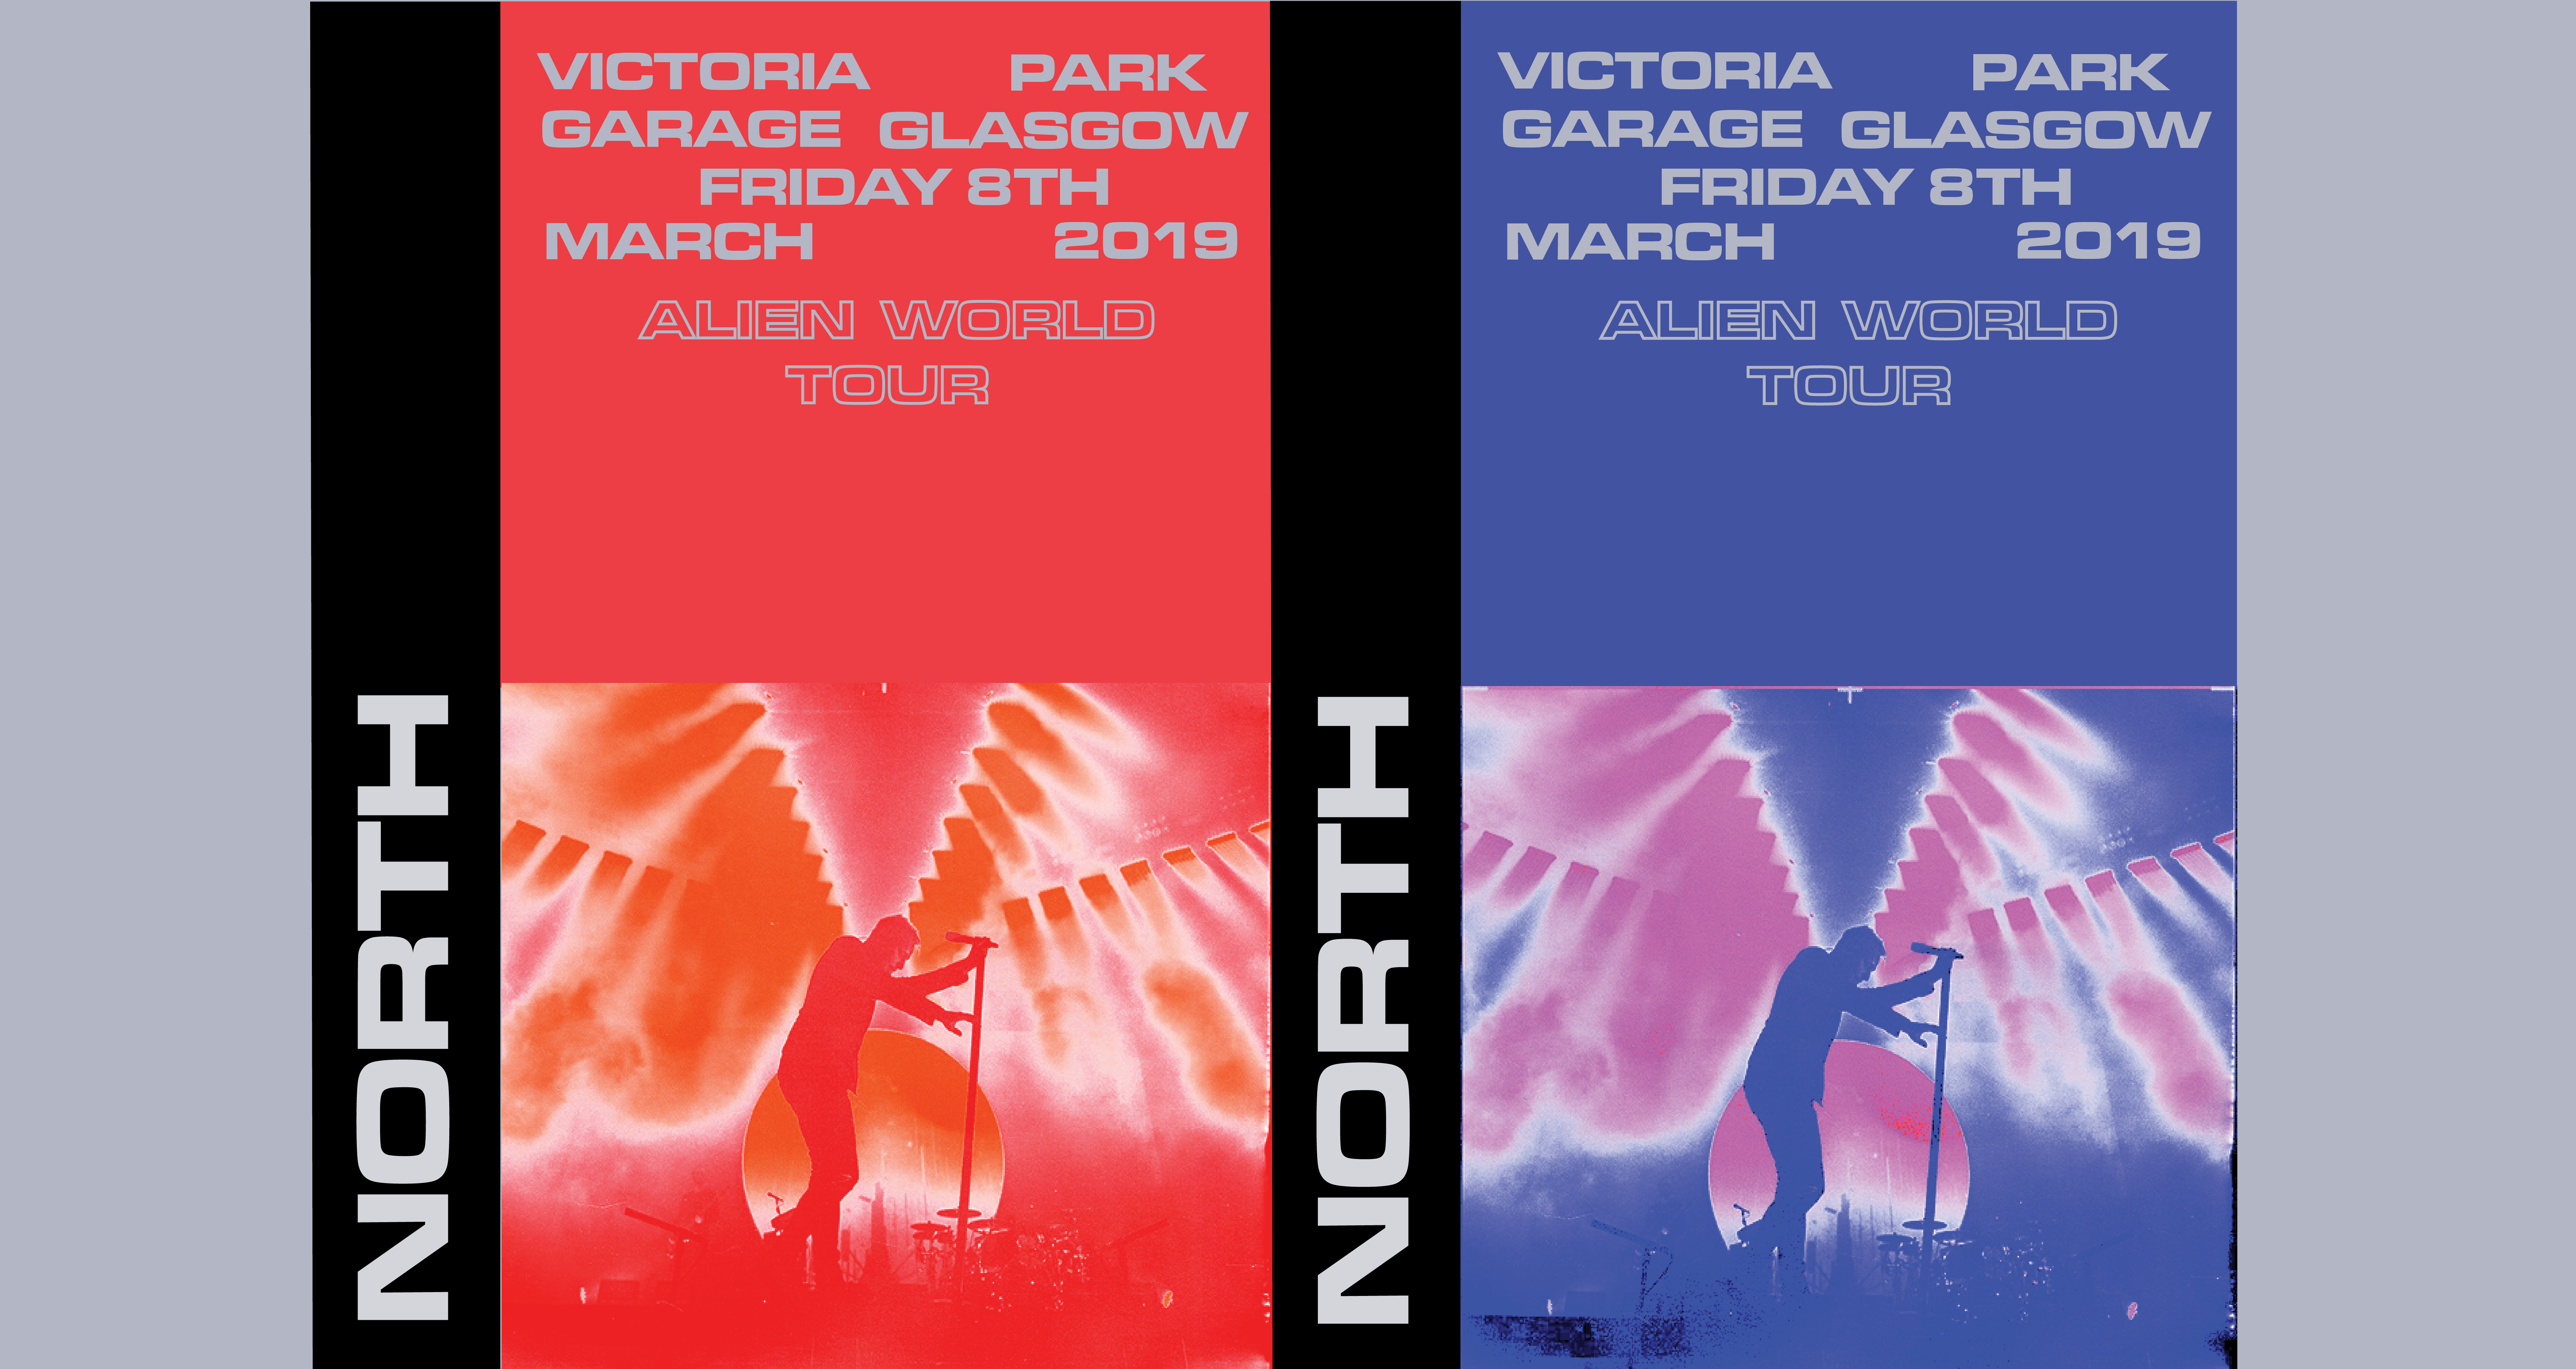 VICTORIA PARK
GARAGE GLASGOW
FRIDAY 8TH
MARCH 2019
ALIEN WORLD
TOUR
NORTH
VICTORIA PARK
GARAGE GLASGOW
FRIDAY 8TH
MARCH 2019
ALIEN WORLD
TOUR
NORTH